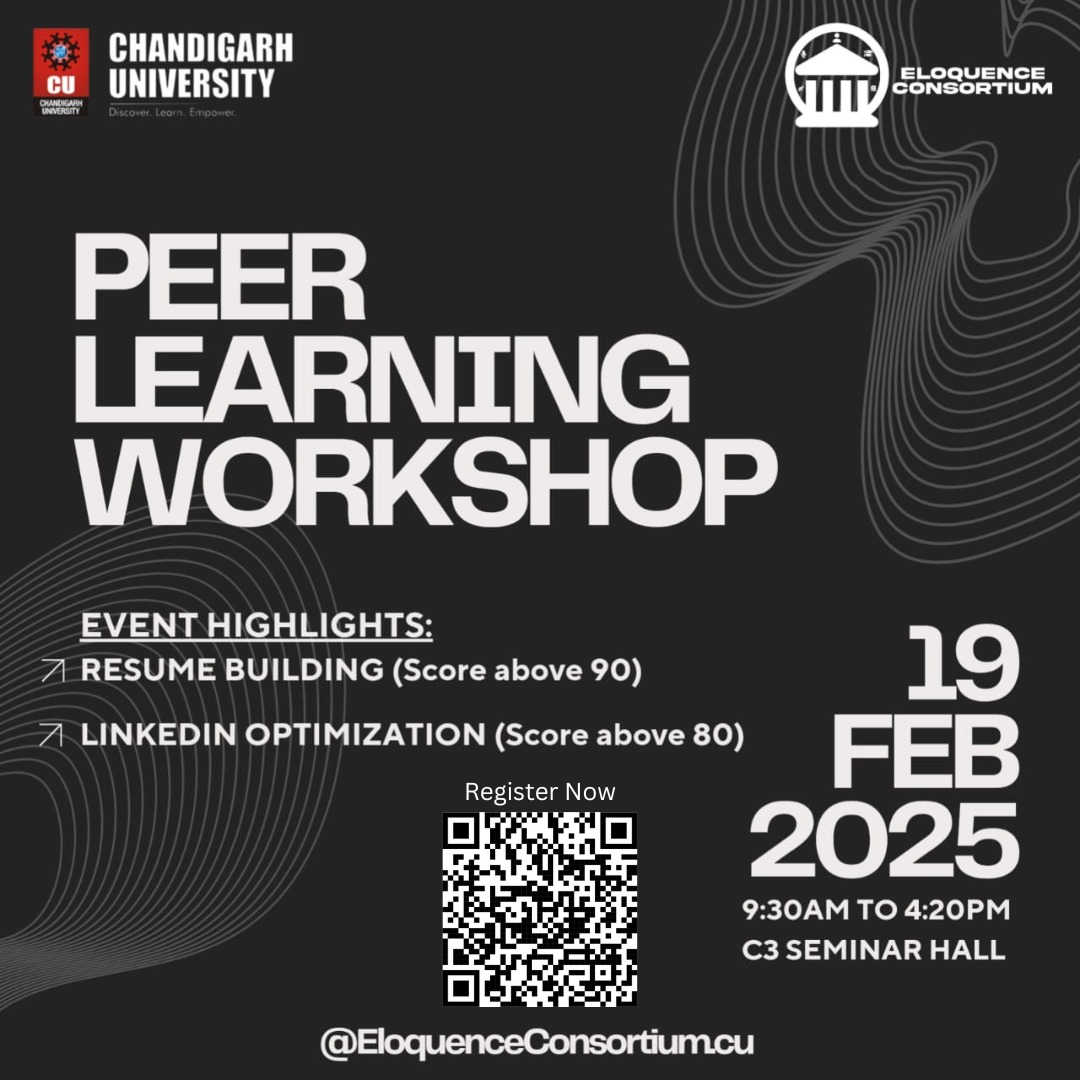 CU
CHANDIGARH
UNIVERSITY
CHANDIGARH
UNIVERSITY
Discover. Learn. Empower.
ELOQUENCE
CONSORTIUM
PEER
LEARNING
WORKSHOP
EVENT HIGHLIGHTS:
RESUME BUILDING (Score above 90)
LINKEDIN OPTIMIZATION (Score above 80)
Register Now
19
FEB
2025
9:30AM TO 4:20PM
C3 SEMINAR HALL
@EloquenceConsortium.cu